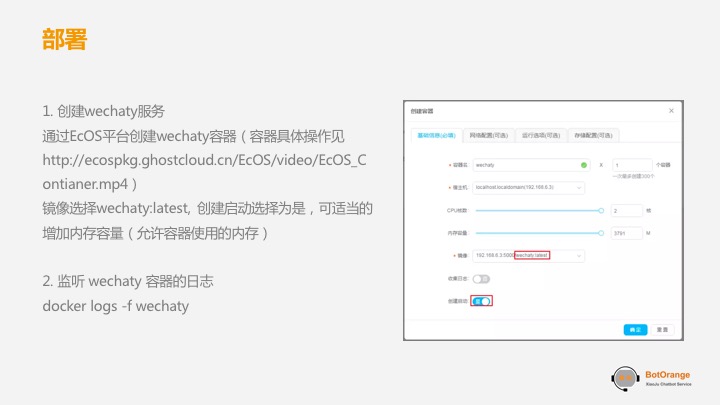 部署
1. 创建wechaty服务
通过EcOS平台创建wechaty容器（容器具体操作见
http://ecospkg.ghostcloud.cn/EcOS/video/EcOS_C
ontianer.mp4）
镜像选择wechaty:latest, 创建启动选择为是，可适当的
增加内存容量（允许容器使用的内存）
2. 监听 wechaty 容器的日志
docker logs -f wechaty
创建容器 ×
基础信息(必填) 网络配置(可选) 运行选项(可选) 存储配置(可选)
* 容器名 wechaty X 1 个容器
一次最多创建300个
* 宿主机 localhost.localdomain(192.168.6.3)
CPU核数 2 核
内存容量 3791 M
* 镜像 192.168.6.3:5000/wechaty:latest
收集日志 否
创建启动 是
确 定 重 置
BotOrange
XiaoJu Chatbot Service